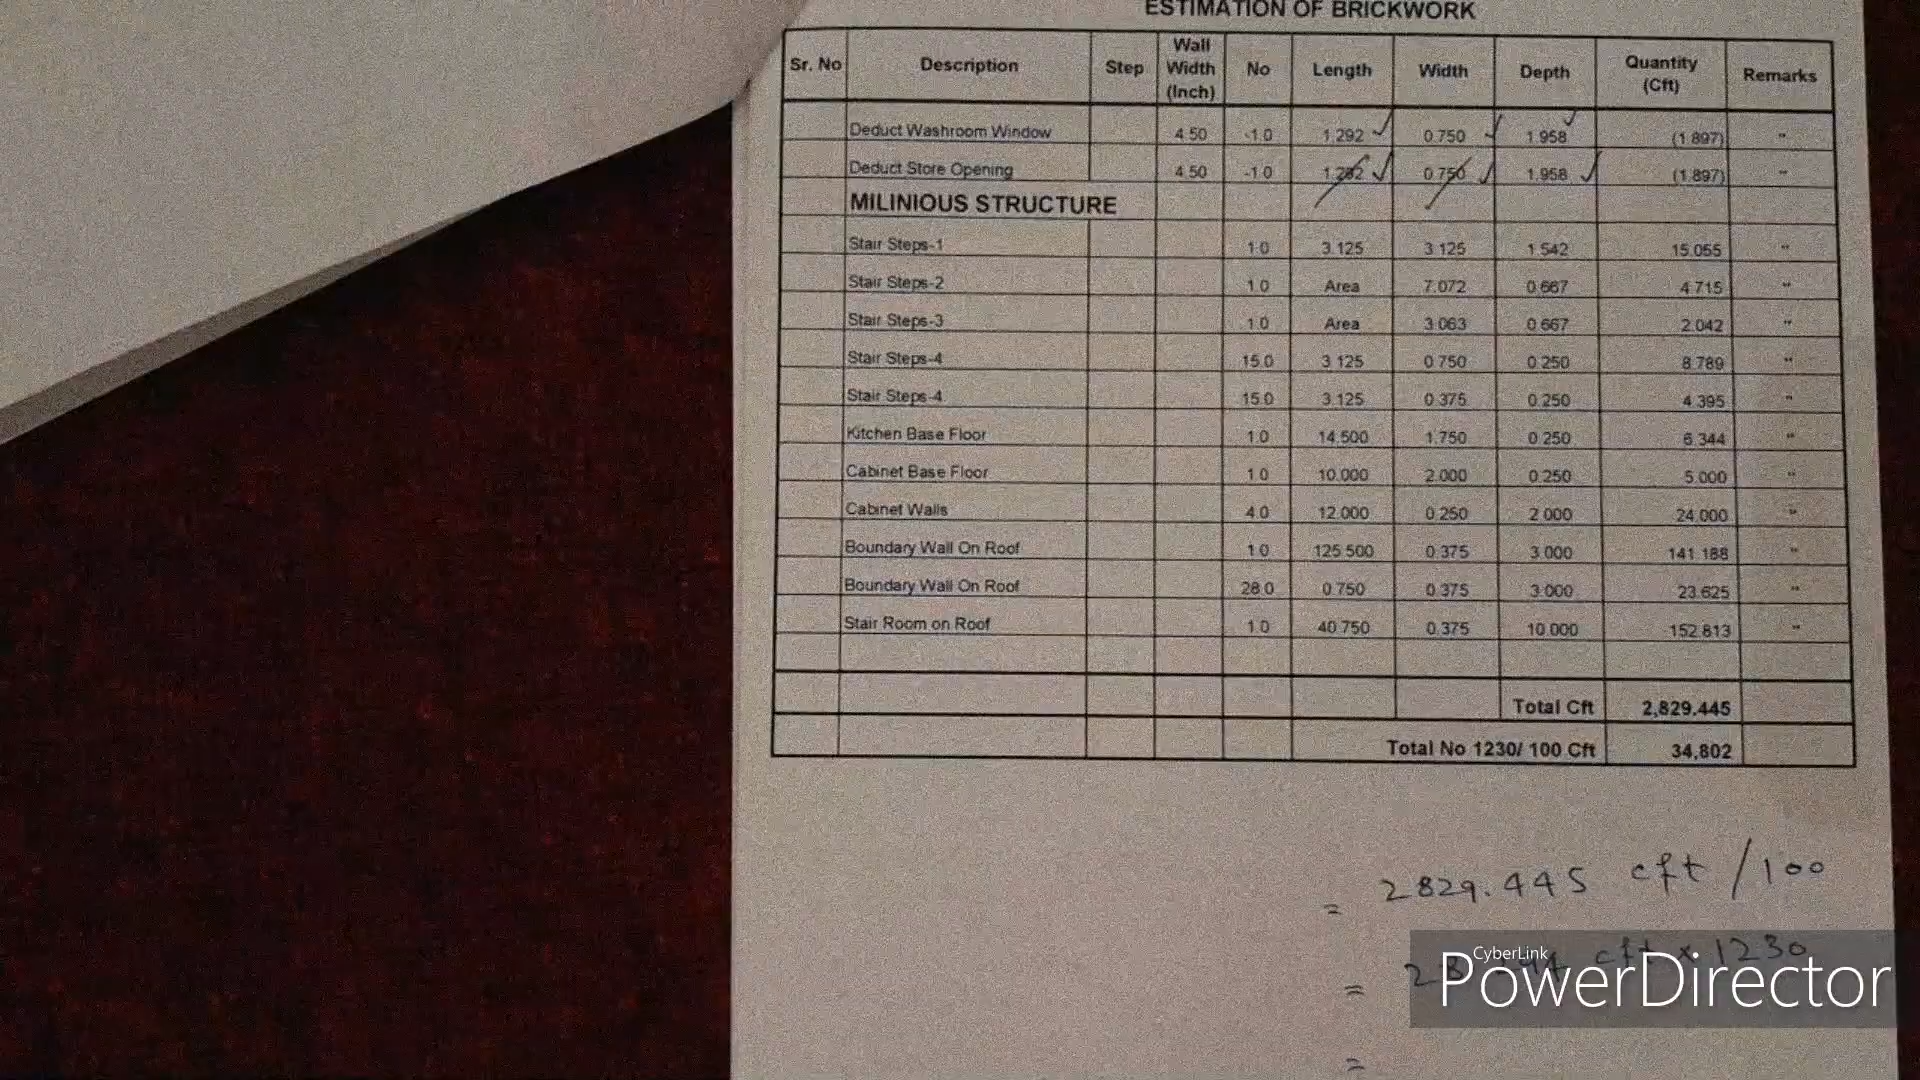 ESTIMATION OF BRICKWORK
Sr. No Description Step Wall Width (Inch) No Length Width Depth Quantity (Cft) Remarks
Deduct Washroom Window 4.50 -1.0 1.292 0.750 1.958 (1.897) "
Deduct Store Opening 4.50 -1.0 1.292 0.750 1.958 (1.897) "
MILINIOUS STRUCTURE
Stair Steps-1 1.0 3.125 3.125 1.542 15.055 "
Stair Steps-2 1.0 Area 7.072 0.667 4.715 "
Stair Steps-3 1.0 Area 3.063 0.667 2.042 "
Stair Steps-4 15.0 3.125 0.750 0.250 8.789 "
Stair Steps-4 15.0 3.125 0.375 0.250 4.395 "
Kitchen Base Floor 1.0 14.500 1.750 0.250 6.344 "
Cabinet Base Floor 1.0 10.000 2.000 0.250 5.000 "
Cabinet Walls 4.0 12.000 0.250 2.000 24.000 "
Boundary Wall On Roof 1.0 125.500 0.375 3.000 141.188 "
Boundary Wall On Roof 28.0 0.750 0.375 3.000 23.625 "
Stair Room on Roof 1.0 40.750 0.375 10.000 152.813 "
Total Cft 2,829.445
Total No 1230/ 100 Cft 34,802
= 2829.445 cft /100
= cft × 1230
=
CyberLink
PowerDirector